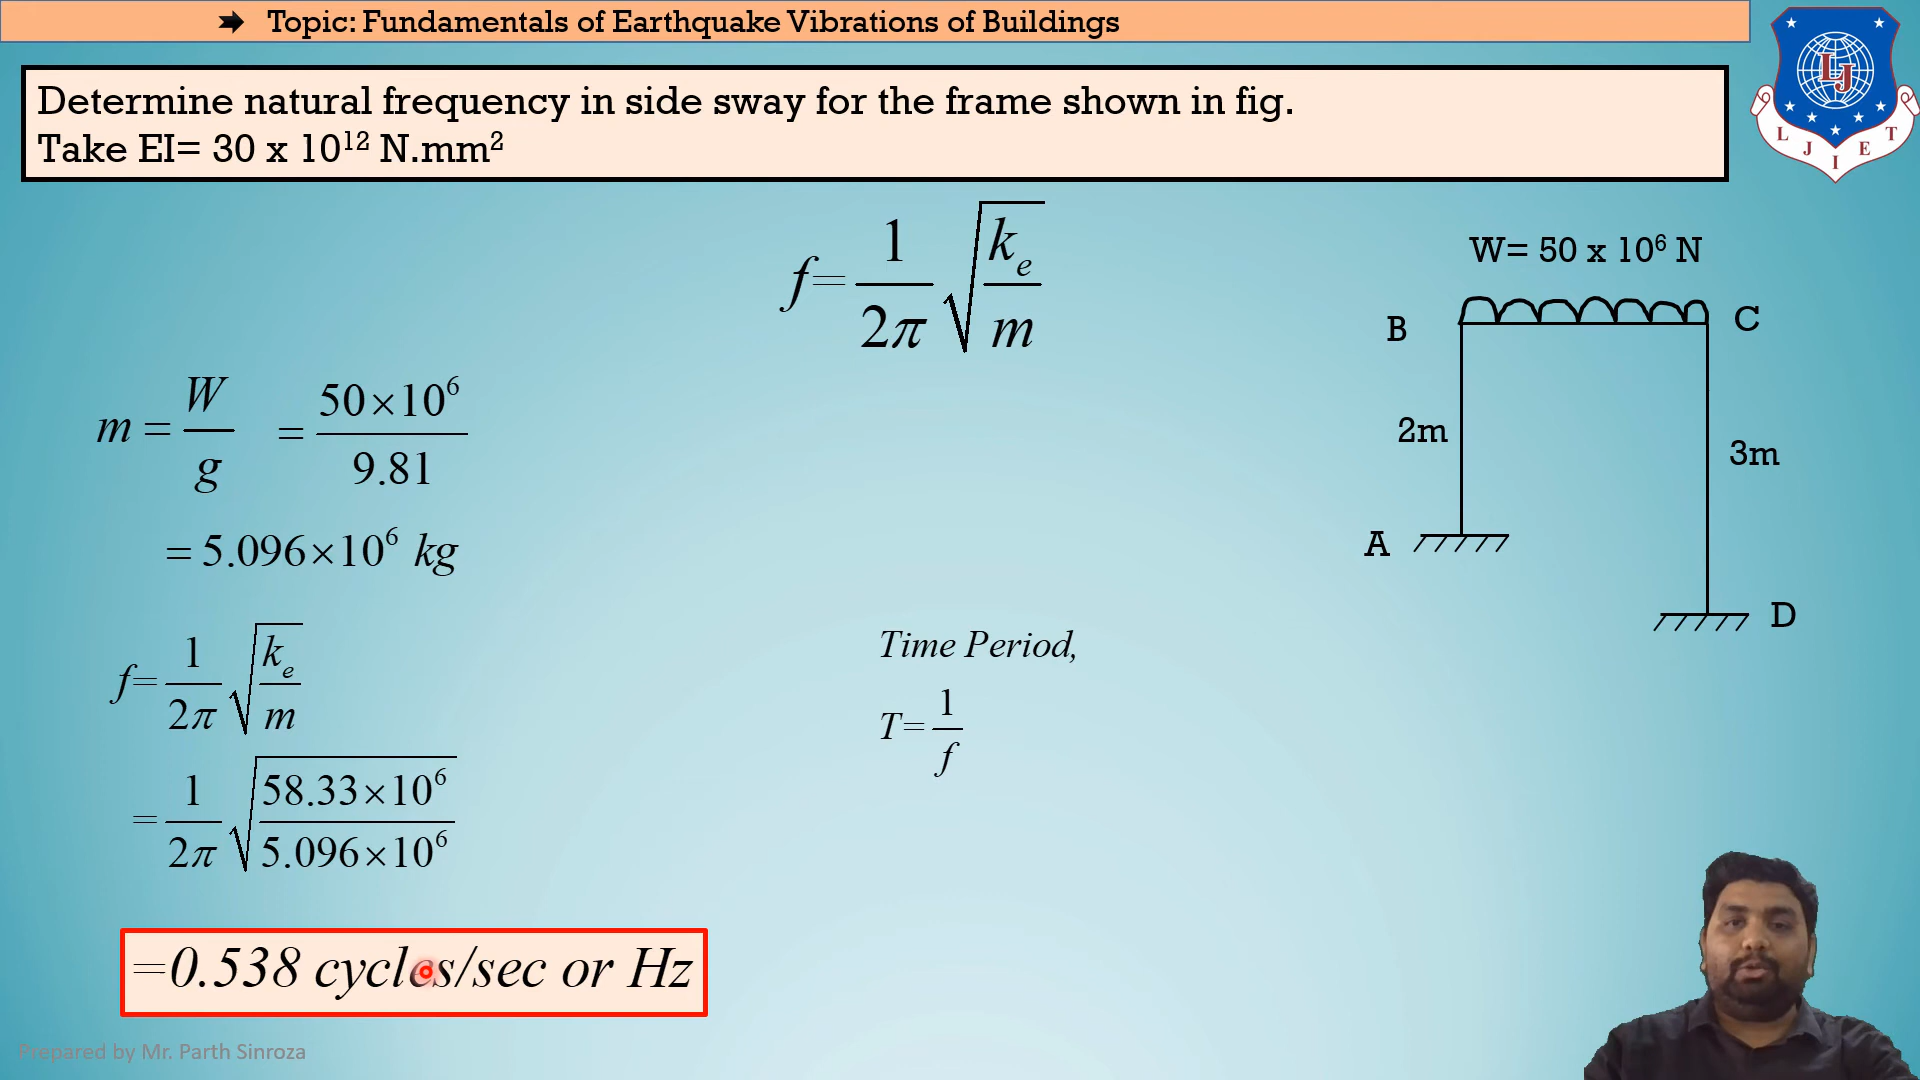 ➡ Topic: Fundamentals of Earthquake Vibrations of Buildings
Determine natural frequency in side sway for the frame shown in fig.
Take EI= 30 x 10¹² N.mm²
LJ
L J I E T
f = 1/2π √(kₑ/m)
W= 50 x 10⁶ N
B
C
2m
3m
A
D
m = W/g = 50×10⁶/9.81
= 5.096×10⁶ kg
f = 1/2π √(kₑ/m)
= 1/2π √(58.33×10⁶/5.096×10⁶)
=0.538 cycles/sec or Hz
Time Period,
T = 1/f
Prepared by Mr. Parth Sinroza